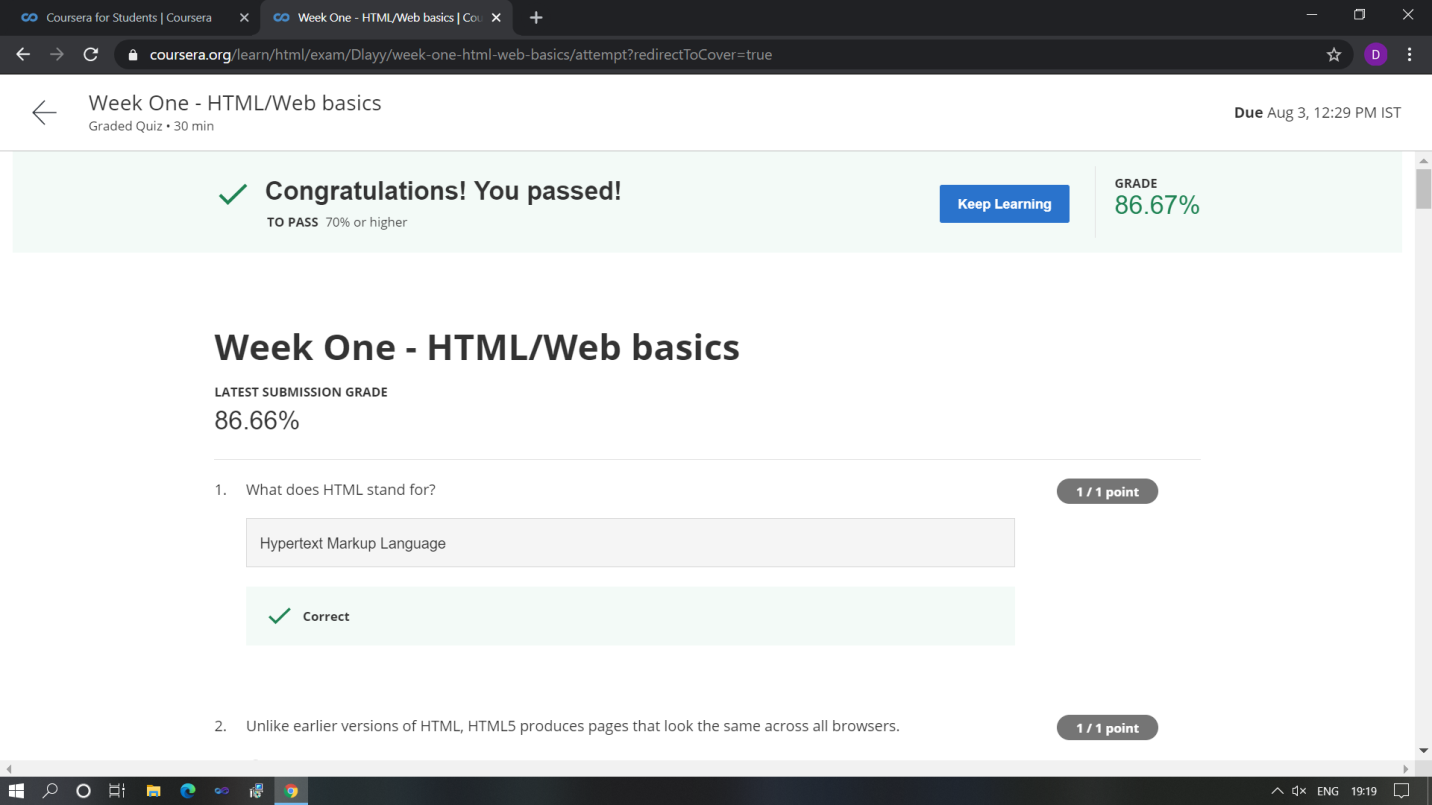 Coursera for Students | Coursera
Week One - HTML/Web basics | Cou
coursera.org/learn/html/exam/Dlayy/week-one-html-web-basics/attempt?redirectToCover=true
D
Week One - HTML/Web basics
Graded Quiz • 30 min
Due Aug 3, 12:29 PM IST
Congratulations! You passed!
TO PASS 70% or higher
Keep Learning
GRADE
86.67%
Week One - HTML/Web basics
LATEST SUBMISSION GRADE
86.66%
1. What does HTML stand for?
1 / 1 point
Hypertext Markup Language
Correct
2. Unlike earlier versions of HTML, HTML5 produces pages that look the same across all browsers.
1 / 1 point
ENG 19:19